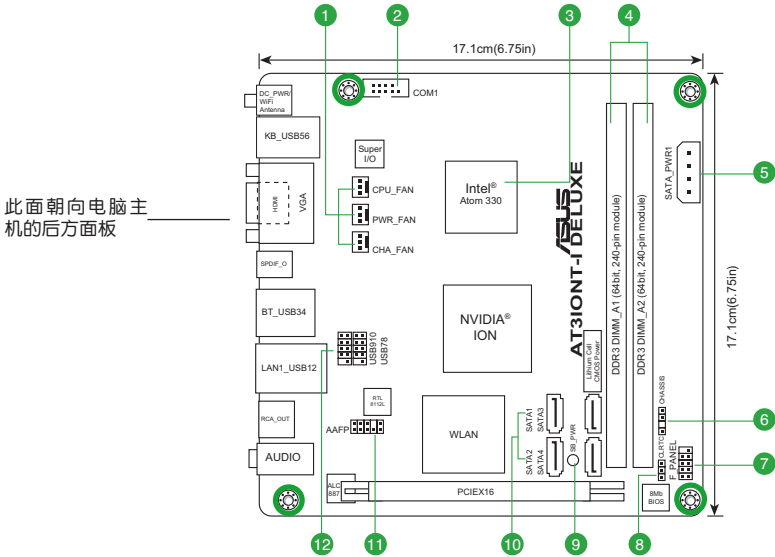 1
2
3
4
17.1cm(6.75in)
DC_PWR/
WiFi
Antenna
COM1
KB_USB56
Super
I/O
CPU_FAN
PWR_FAN
CHA_FAN
Intel®
Atom 330
SATA_PWR1
5
此面朝向电脑主
机的后方面板
HDMI
VGA
SPDIF_O
BT_USB34
NVIDIA®
ION
ASUS
AT3IONT-I DELUXE
DDR3 DIMM_A1 (64bit, 240-pin module)
DDR3 DIMM_A2 (64bit, 240-pin module)
17.1cm(6.75in)
Lithium Cell
CMOS Power
USB910
USB78
LAN1_USB12
RTL
8112L
RCA_OUT
AAFP
WLAN
SATA1
SATA3
SATA2
SATA4
SB_PWR
CHASSIS
6
CLRTC
F_PANEL
7
AUDIO
ALC
887
PCIEX16
8Mb
BIOS
12
11
10
9
8